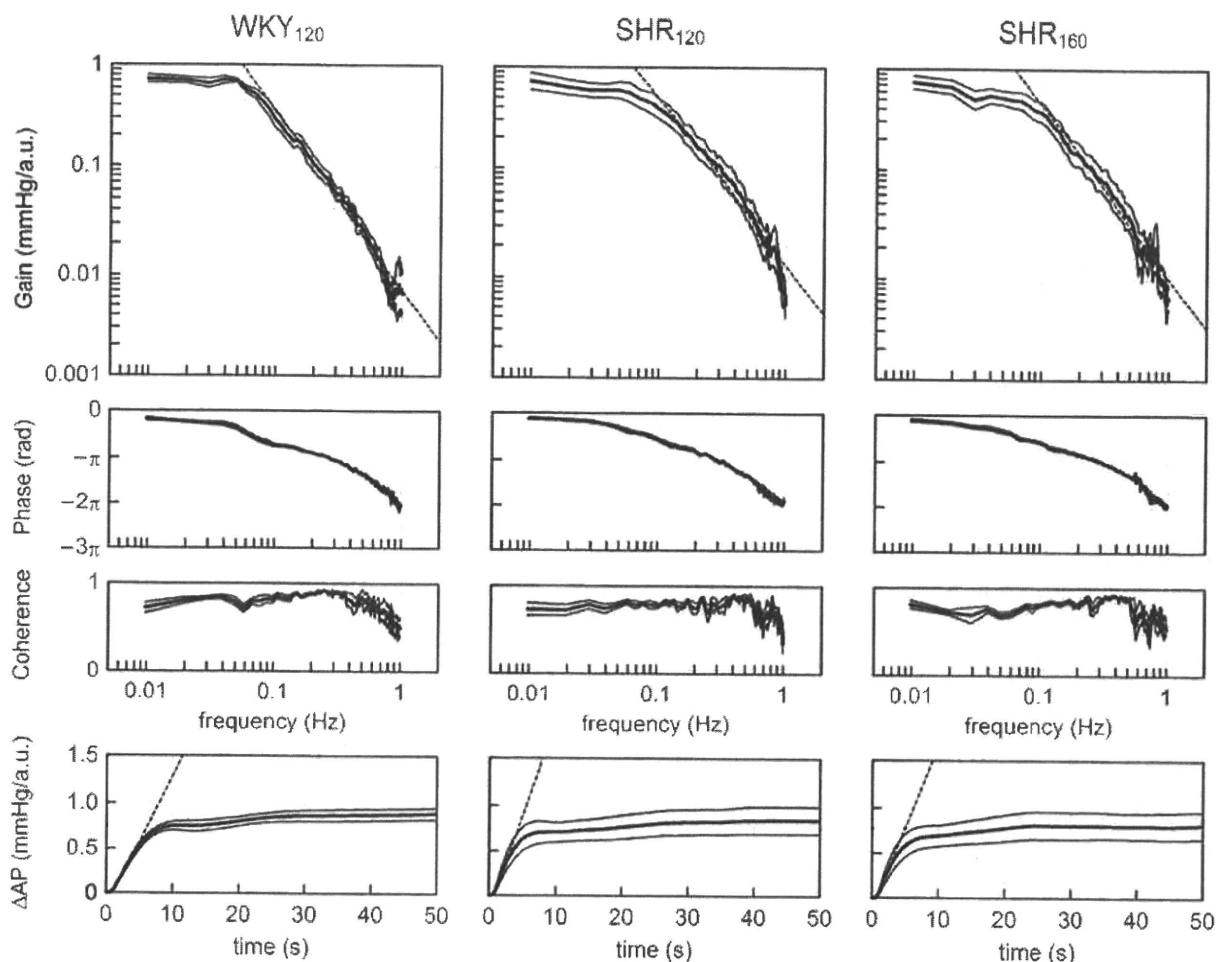 WKY120 SHR120 SHR160
Gain (mmHg/a.u.)
1
0.1
0.01
0.001
Phase (rad)
0
−π
−2π
−3π
Coherence
1
0
0.01 0.1 1 0.01 0.1 1 0.01 0.1 1
frequency (Hz) frequency (Hz) frequency (Hz)
ΔAP (mmHg/a.u.)
1.5
1.0
0.5
0
0 10 20 30 40 50 0 10 20 30 40 50 0 10 20 30 40 50
time (s) time (s) time (s)